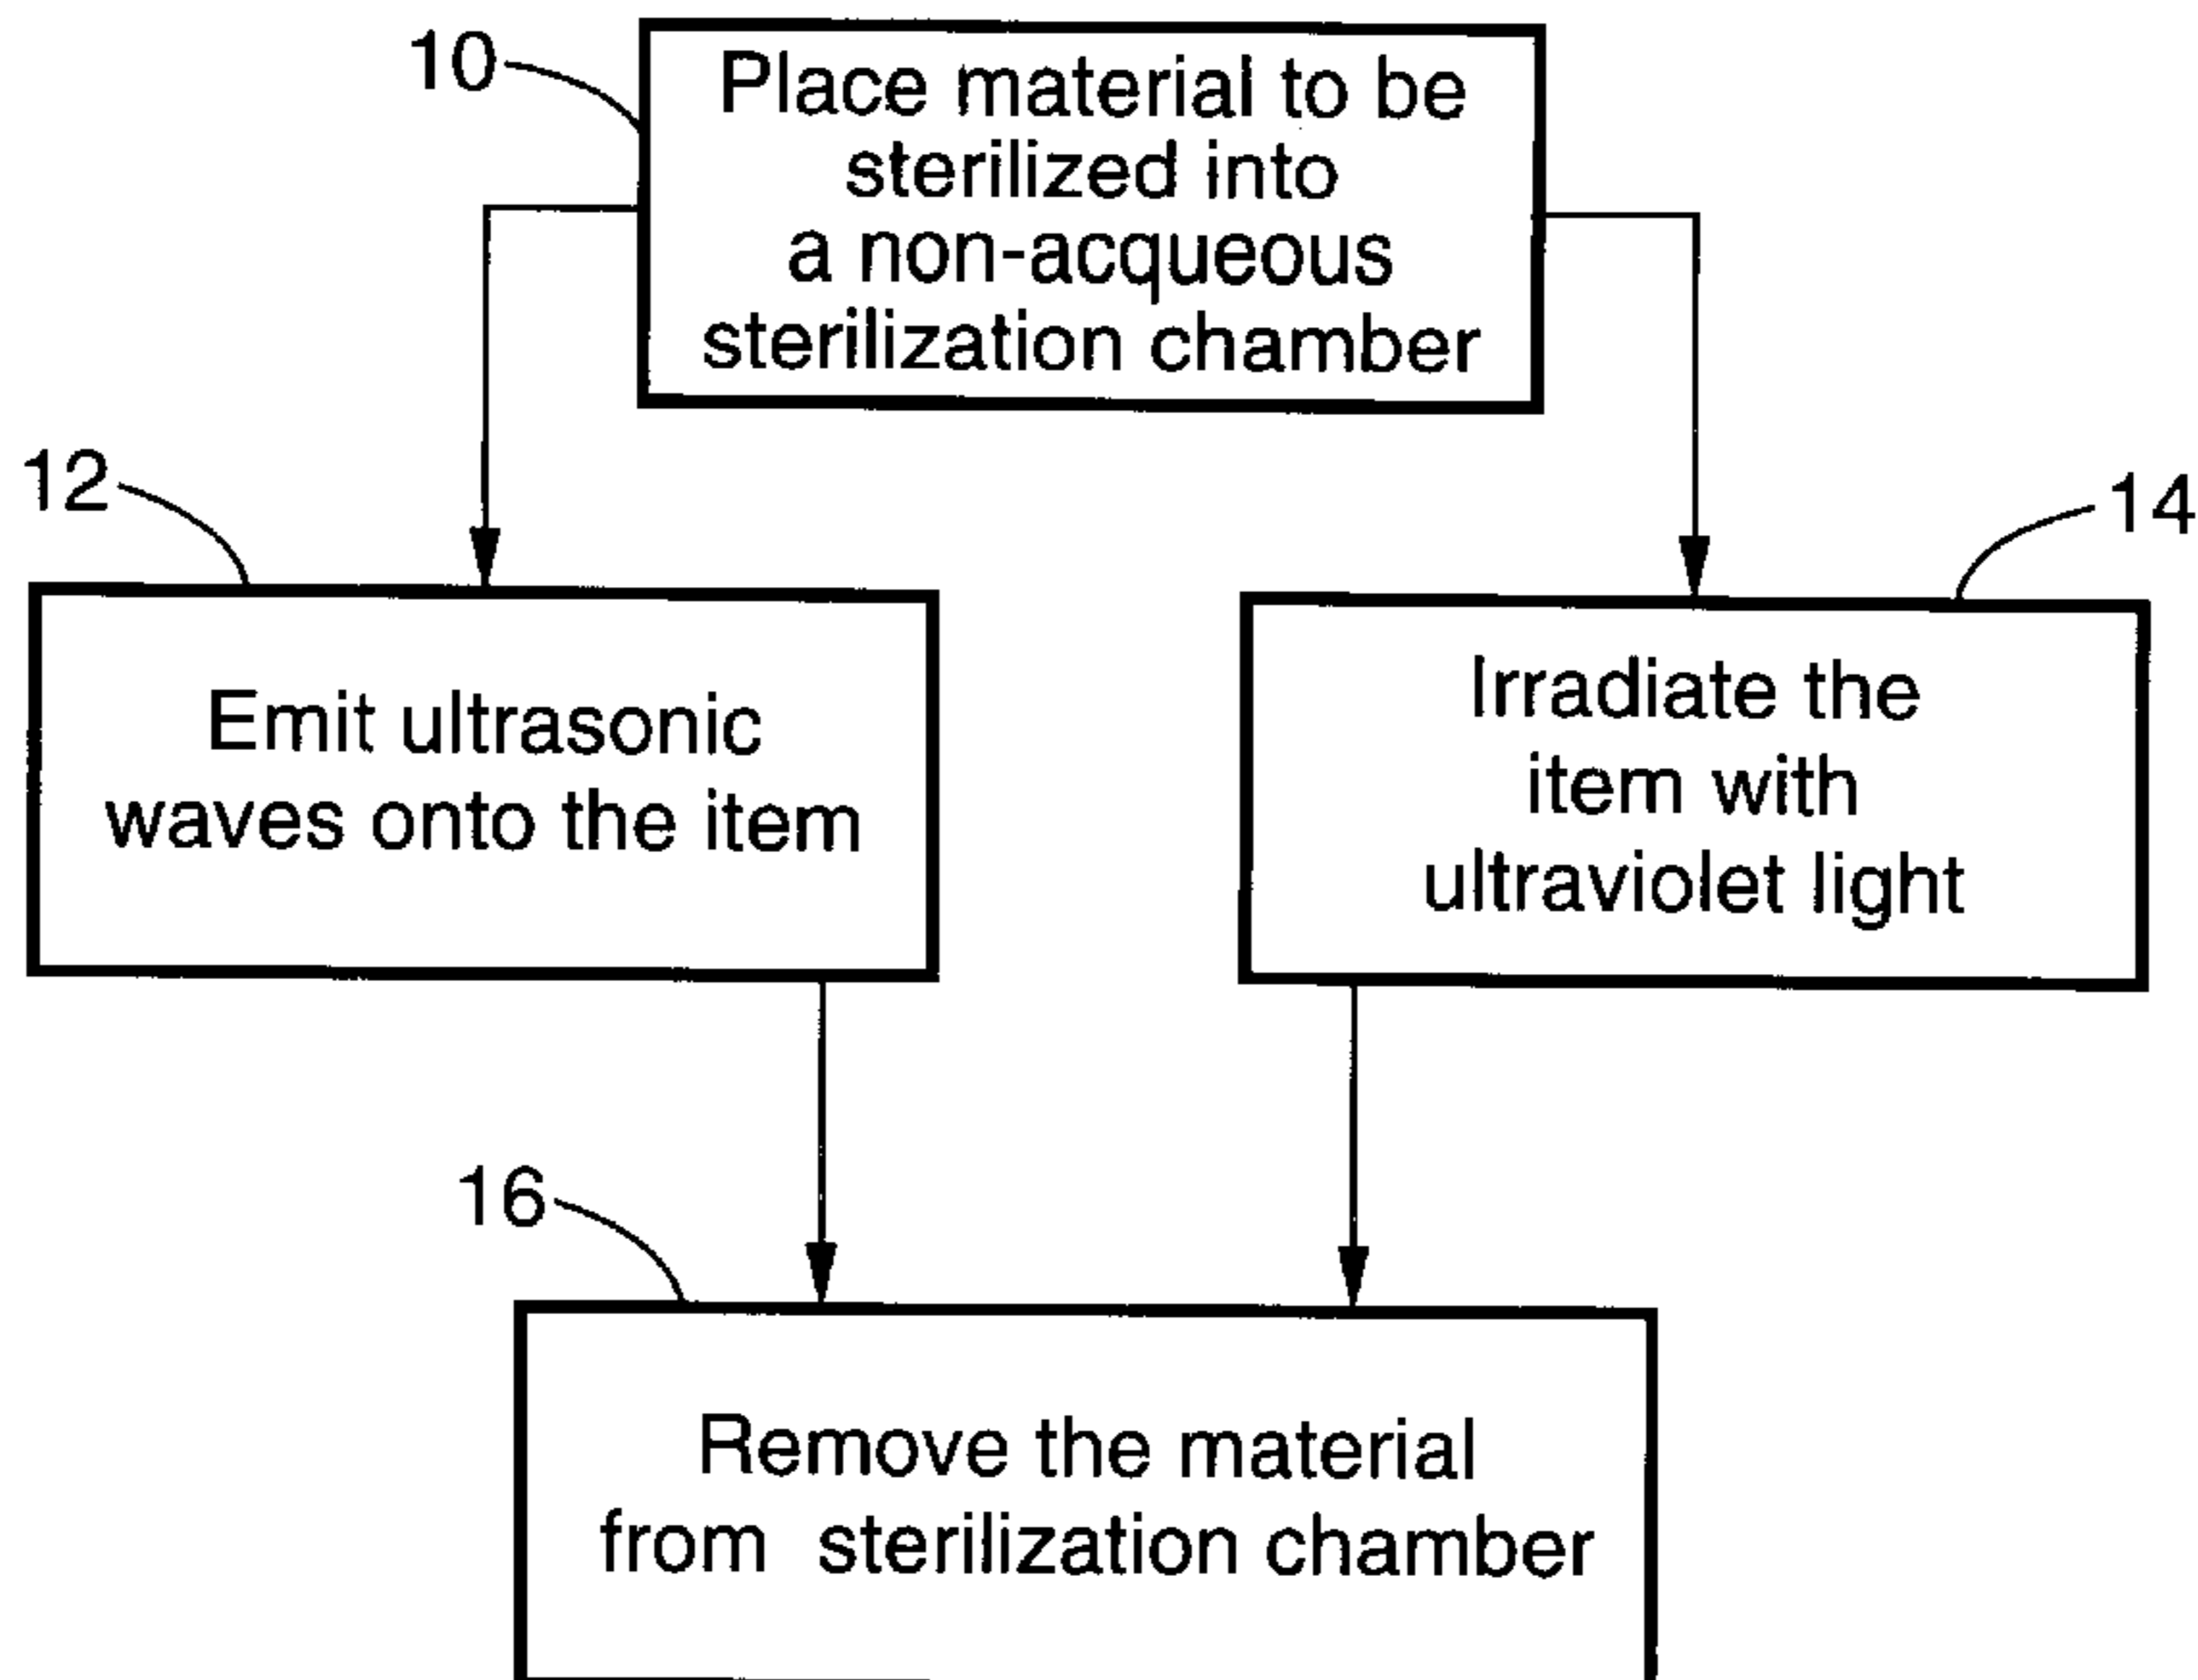 10
Place material to be
sterilized into
a non-acqueous
sterilization chamber
12
Emit ultrasonic
waves onto the item
14
Irradiate the
item with
ultraviolet light
16
Remove the material
from sterilization chamber